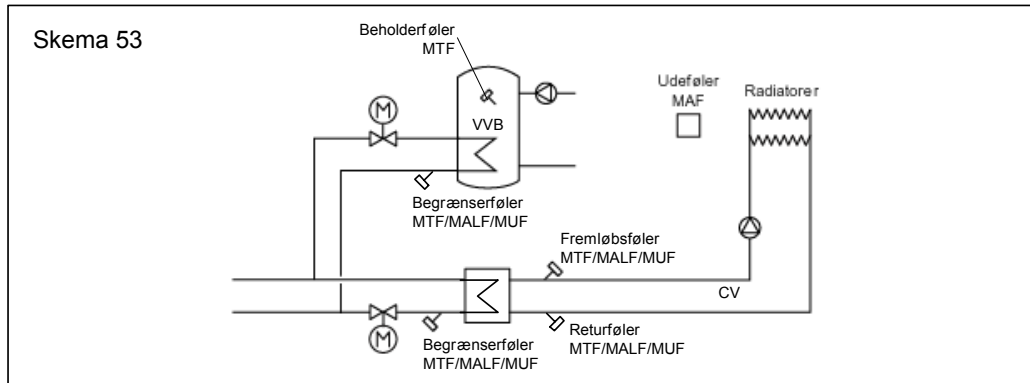 Skema 53
Beholderføler
MTF
Udeføler
MAF
Radiatorer
M
VVB
Begrænserføler
MTF/MALF/MUF
Fremløbsføler
MTF/MALF/MUF
CV
M
Begrænserføler
MTF/MALF/MUF
Returføler
MTF/MALF/MUF